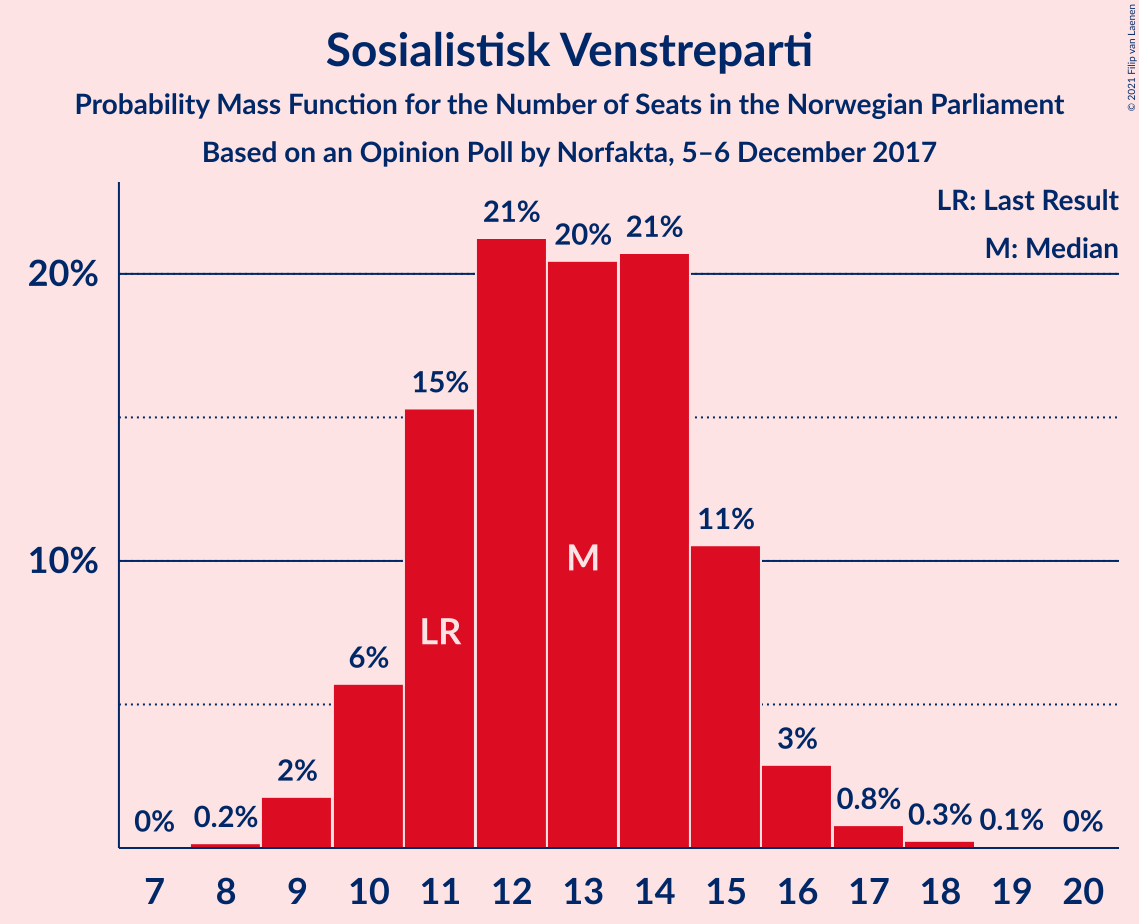 Sosialistisk Venstreparti
Probability Mass Function for the Number of Seats in the Norwegian Parliament
Based on an Opinion Poll by Norfakta, 5–6 December 2017
© 2021 Filip van Laenen
LR: Last Result
M: Median
20%
10%
0%
0.2%
2%
6%
15%
21%
20%
21%
11%
3%
0.8%
0.3%
0.1%
0%
LR
M
7 8 9 10 11 12 13 14 15 16 17 18 19 20